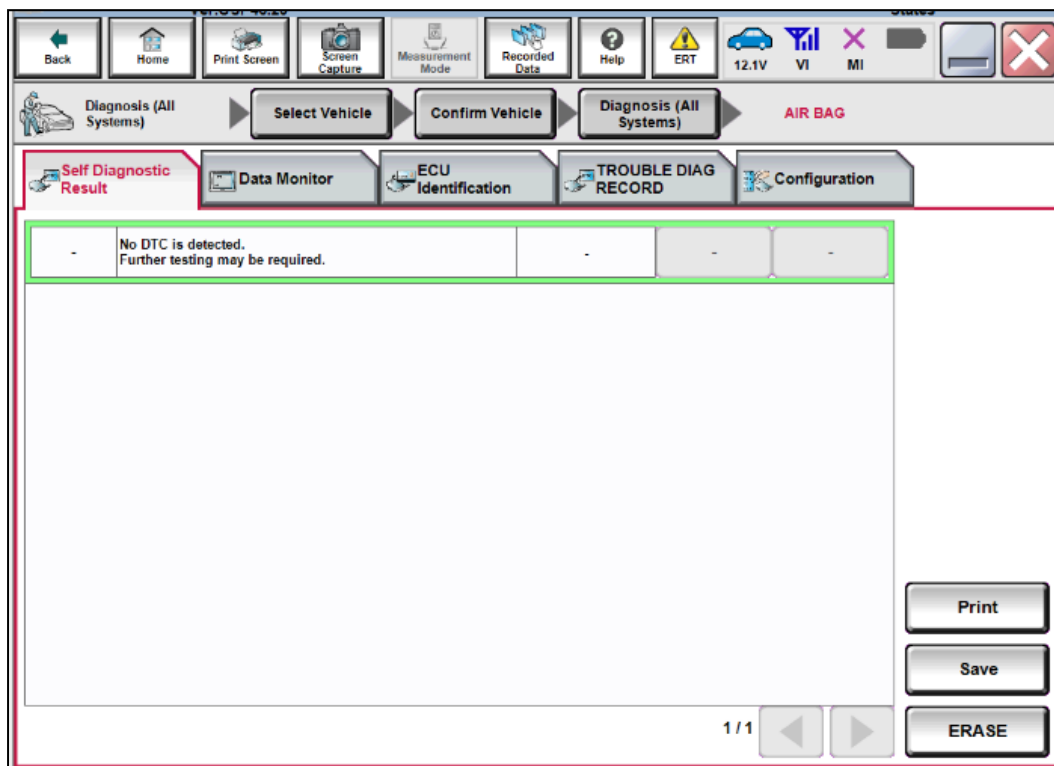 Back
Home
Print Screen
Screen
Capture
Measurement
Mode
Recorded
Data
Help
ERT
12.1V
VI
MI
Diagnosis (All
Systems)
Select Vehicle
Confirm Vehicle
Diagnosis (All
Systems)
AIR BAG
Self Diagnostic
Result
Data Monitor
ECU
Identification
TROUBLE DIAG
RECORD
Configuration
-
No DTC is detected.
Further testing may be required.
-
-
-
Print
Save
1 / 1
ERASE